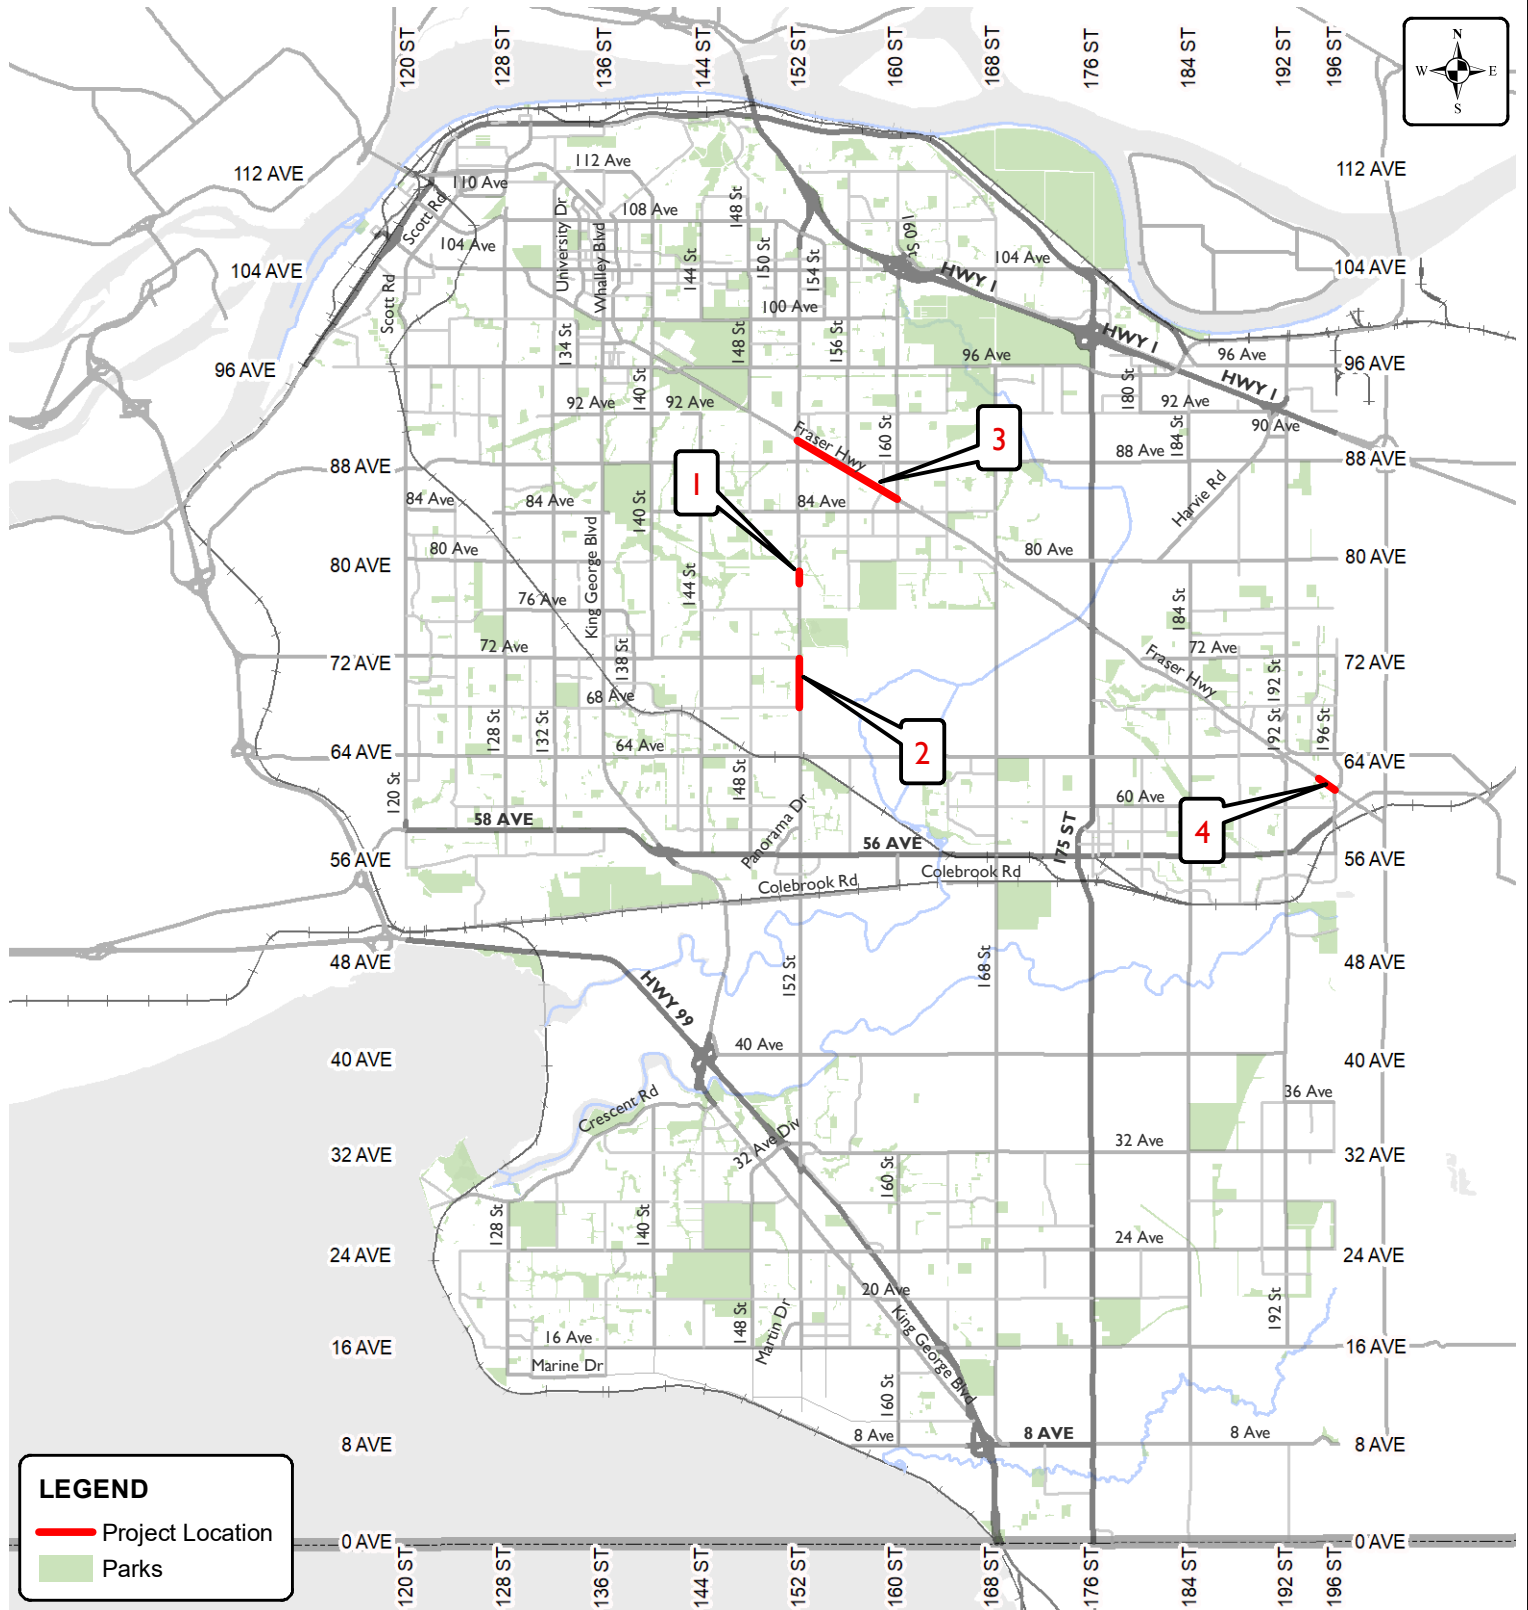 120 ST
128 ST
136 ST
144 ST
152 ST
160 ST
168 ST
176 ST
184 ST
192 ST
196 ST
N
W
E
S
112 AVE
112 Ave
112 AVE
110 Ave
Scott Rd
108 Ave
148 St
University Dr
Whalley Blvd
160 St
104 AVE
104 Ave
144 St
150 St
154 St
HWY 1
104 Ave
104 AVE
Scott Rd
100 Ave
134 St
148 St
156 St
HWY 1
96 AVE
96 Ave
96 Ave
96 AVE
140 St
180 St
HWY 1
92 Ave
92 Ave
92 Ave
Fraser Hwy
160 St
3
184 St
90 Ave
88 AVE
88 Ave
88 AVE
1
84 Ave
84 Ave
140 St
84 Ave
Harvie Rd
King George Blvd
80 AVE
80 Ave
80 Ave
80 AVE
144 St
76 Ave
184 St
72 AVE
72 Ave
138 St
72 Ave
72 AVE
Fraser Hwy
192 St
68 Ave
128 St
132 St
192 St
196 St
64 AVE
64 Ave
2
64 AVE
120 St
148 St
60 Ave
58 AVE
Panorama Dr
56 AVE
175 ST
4
56 AVE
56 AVE
Colebrook Rd
Colebrook Rd
48 AVE
HWY 99
152 St
168 St
48 AVE
40 AVE
40 Ave
40 AVE
Crescent Rd
36 Ave
32 AVE
32 Ave Div
32 Ave
32 AVE
160 St
128 St
140 St
24 AVE
24 Ave
24 AVE
20 Ave
192 St
148 St
Martin Dr
King George Blvd
16 AVE
16 Ave
16 AVE
Marine Dr
160 St
8 AVE
8 Ave
8 AVE
8 Ave
8 AVE
LEGEND
Project Location
Parks
0 AVE
0 AVE
120 ST
128 ST
136 ST
144 ST
152 ST
160 ST
168 ST
176 ST
184 ST
192 ST
196 ST